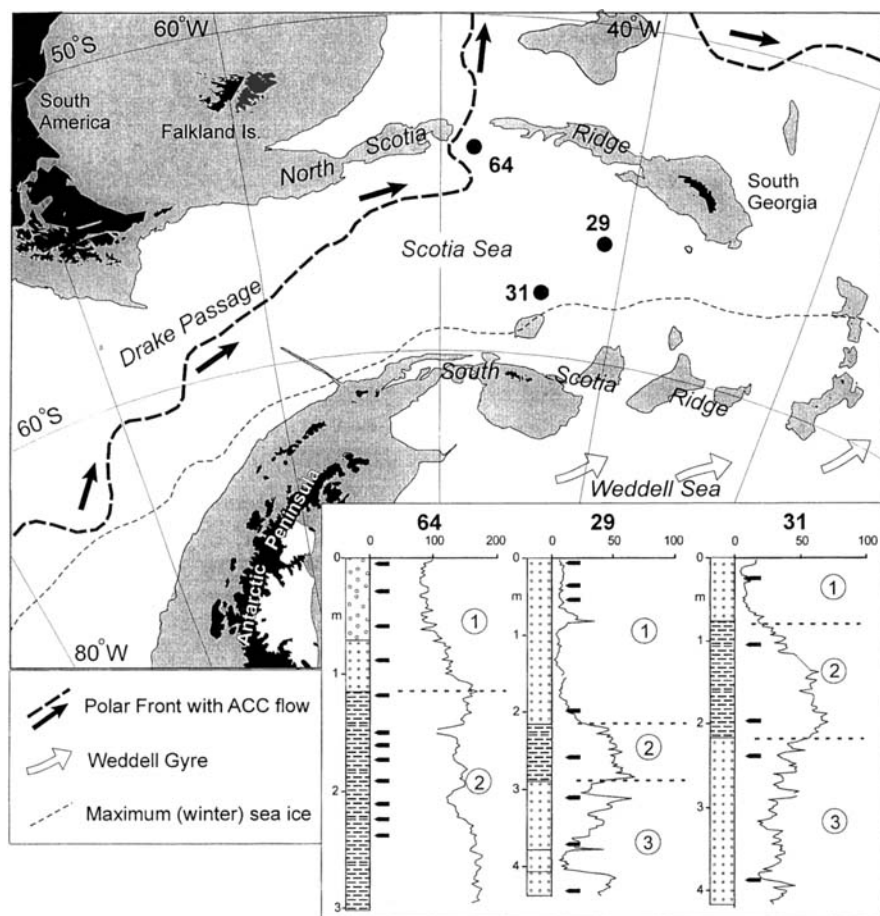 60°W
40°W
50°S
South
America
Falkland Is.
North Scotia Ridge
64
South
Georgia
29
Scotia Sea
31
Drake Passage
60°S
South Scotia Ridge
Weddell Sea
Antarctic Peninsula
80°W
Polar Front with ACC flow
Weddell Gyre
Maximum (winter) sea ice
64
0 100 200
0
m
1
2
3
1
2
29
0 50 100
0
m
1
2
3
4
1
2
3
31
0 50 100
0
m
1
2
3
4
1
2
3